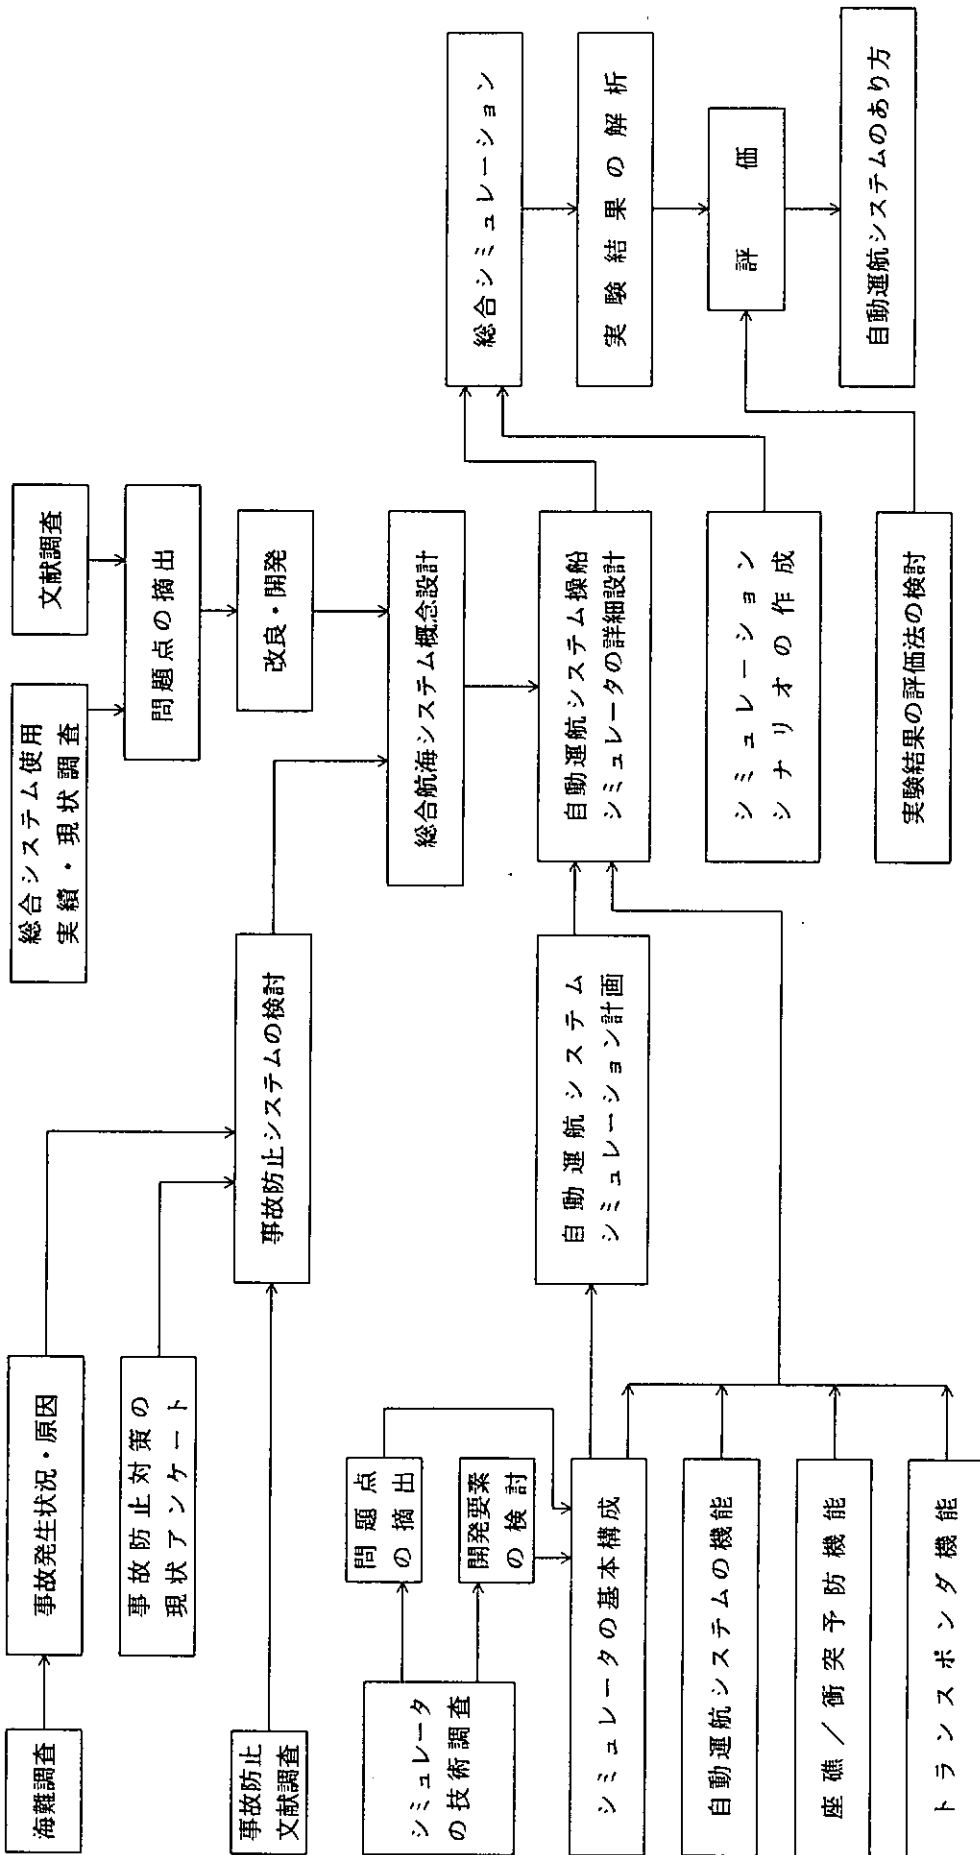 海難調査
事故発生状況・原因
事故防止対策の
現状アンケート
事故防止
文献調査
事故防止システムの検討
総合システム使用
実績・現状調査
文献調査
問題点の摘出
改良・開発
総合航海システム概念設計
シミュレータ
の技術調査
問題点
の摘出
開発要素
の検討
シミュレータの基本構成
自動運航システムの機能
座礁／衝突予防機能
トランスポンダ機能
自動運航システム
シミュレーション計画
自動運航システム操船
シミュレータの詳細設計
シミュレーション
シナリオの作成
実験結果の評価法の検討
総合シミュレーション
実験結果の解析
評価
自動運航システムのあり方